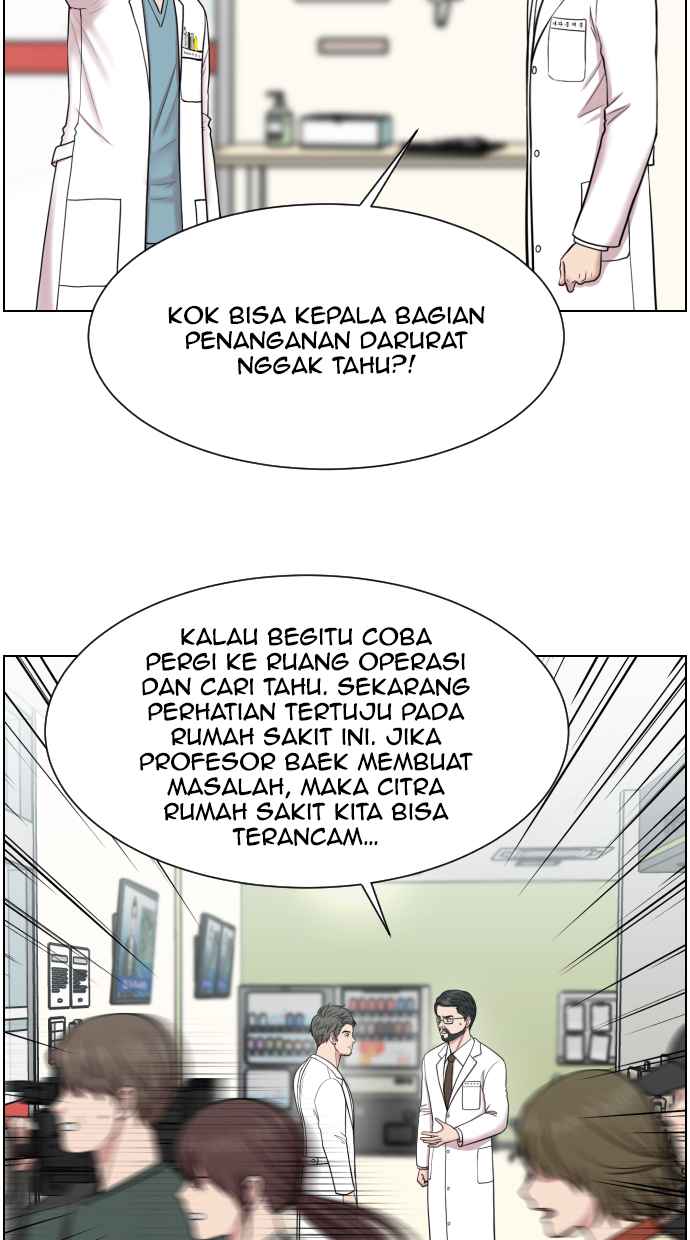 KOK BISA KEPALA BAGIAN
PENANGANAN DARURAT
NGGAK TAHU?!
KALAU BEGITU COBA
PERGI KE RUANG OPERASI
DAN CARI TAHU. SEKARANG
PERHATIAN TERTUJU PADA
RUMAH SAKIT INI. JIKA
PROFESOR BAEK MEMBUAT
MASALAH, MAKA CITRA
RUMAH SAKIT KITA BISA
TERANCAM...